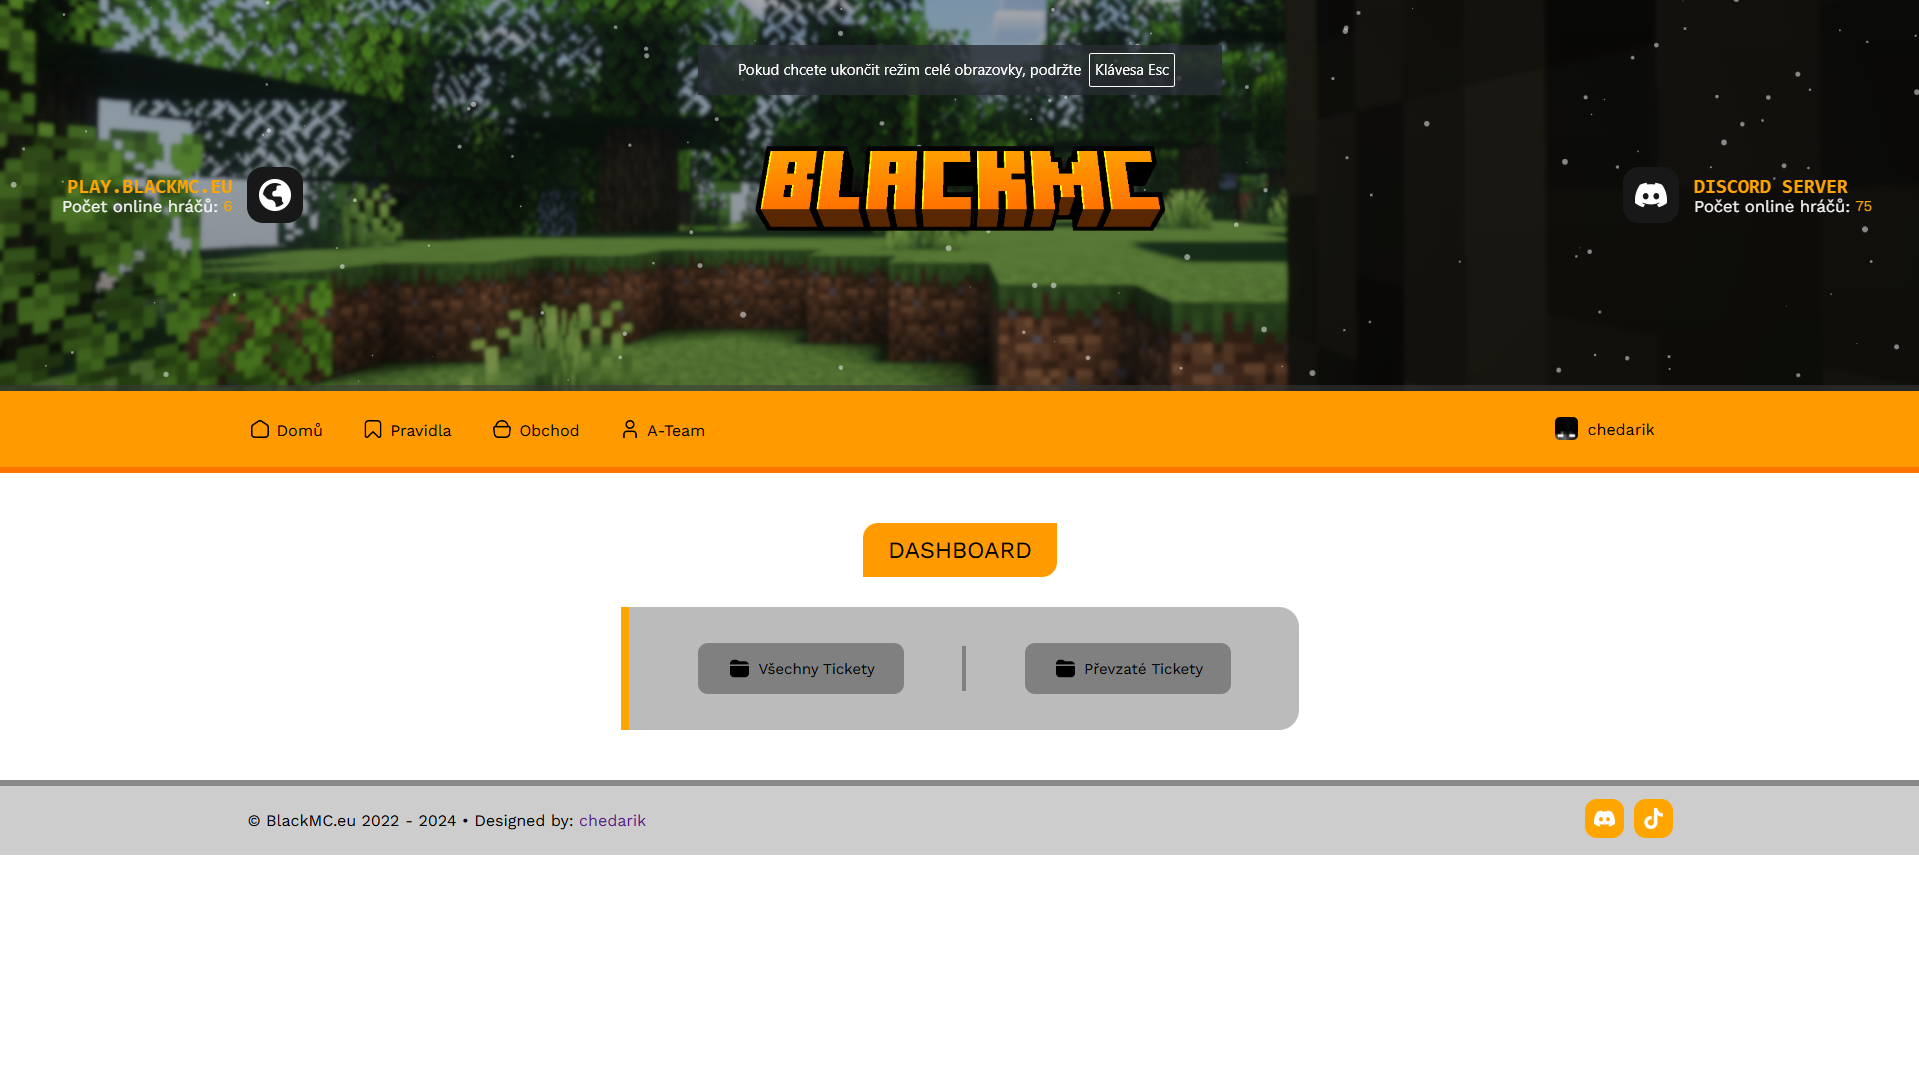 Pokud chcete ukončit režim celé obrazovky, podržte Klávesa Esc
BLACKMC
PLAY.BLACKMC.EU
Počet online hráčů: 6
DISCORD SERVER
Počet online hráčů: 75
Domů Pravidla Obchod A-Team chedarik
DASHBOARD
Všechny Tickety Převzaté Tickety
© BlackMC.eu 2022 - 2024 • Designed by: chedarik